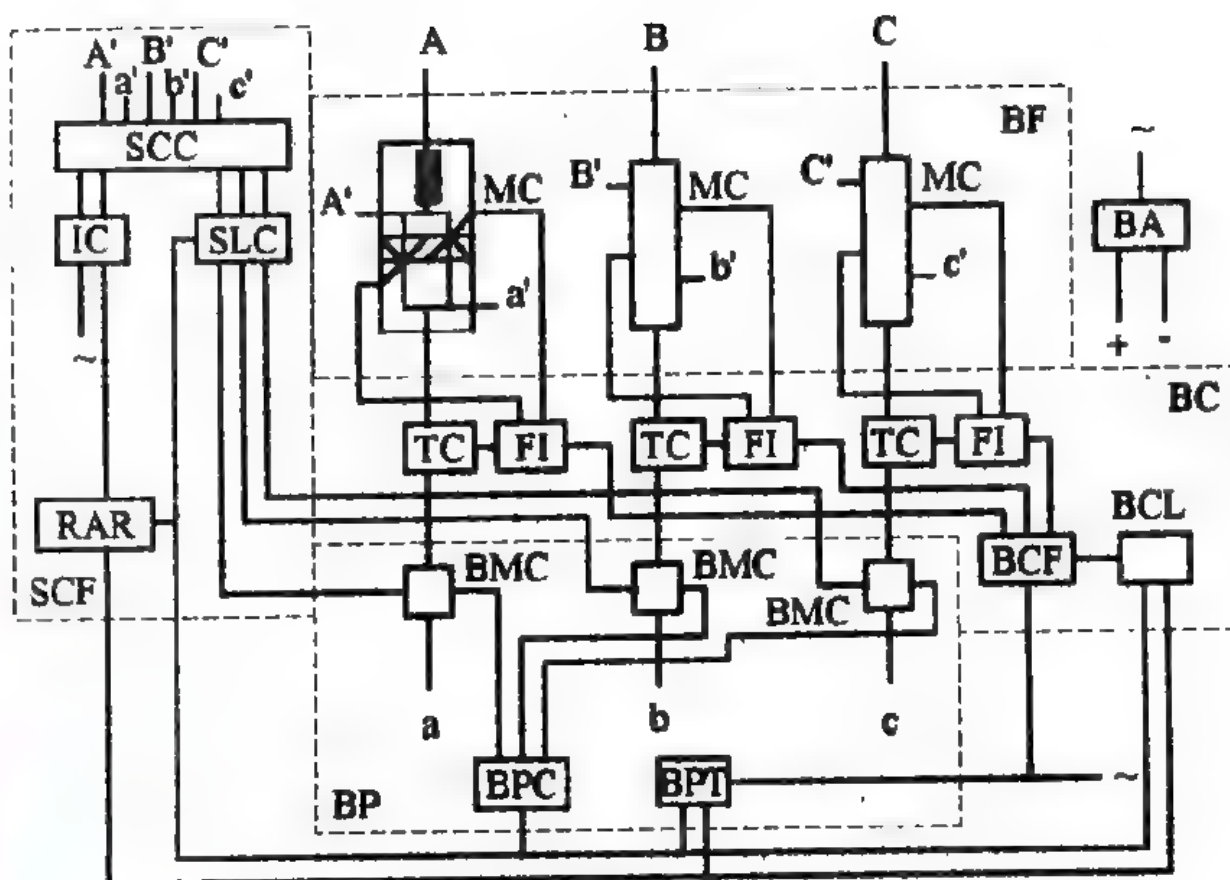 A B C
A' B' C'
a' b' c'
BF
SCC
~
MC
B'
MC
C'
MC
A'
IC
SLC
BA
b'
c'
a'
~
+ -
BC
TC FI TC FI TC FI
BCL
RAR
BCF
BMC
BMC
SCF
BMC
a b c
BPC
BPT
~
BP